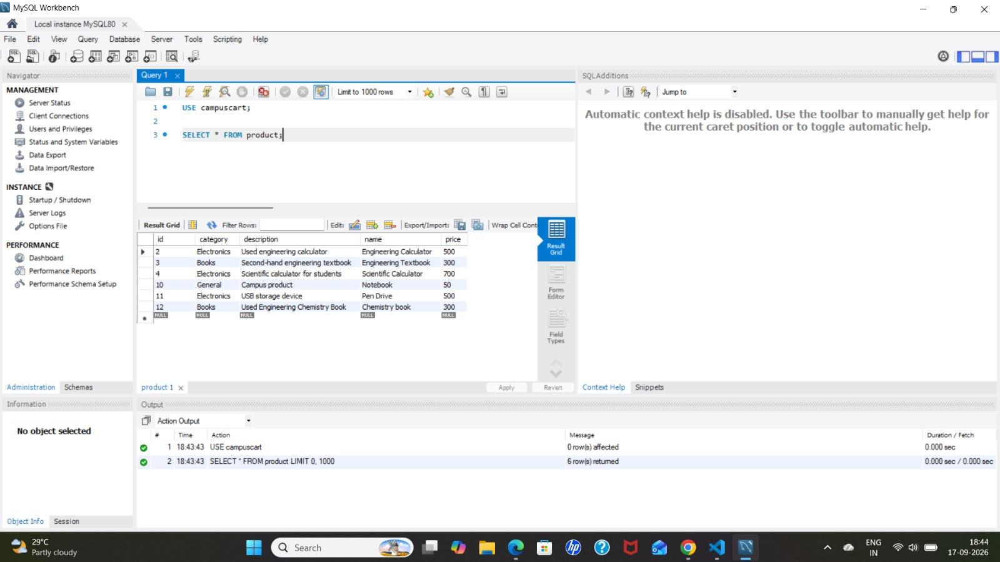 MySQL Workbench
Local instance MySQL80
File Edit View Query Database Server Tools Scripting Help
Navigator
MANAGEMENT
Server Status
Client Connections
Users and Privileges
Status and System Variables
Data Export
Data Import/Restore
INSTANCE
Startup / Shutdown
Server Logs
Options File
PERFORMANCE
Dashboard
Performance Reports
Performance Schema Setup
Administration Schemas
Information
No object selected
Object Info Session
Query 1
Limit to 1000 rows
1 USE campuscart;
2
3 SELECT * FROM product;
Result Grid Filter Rows: Edit: Export/Import: Wrap Cell Cont
id category description name price
2 Electronics Used engineering calculator Engineering Calculator 500
3 Books Second-hand engineering textbook Engineering Textbook 300
4 Electronics Scientific calculator for students Scientific Calculator 700
10 General Campus product Notebook 50
11 Electronics USB storage device Pen Drive 500
12 Books Used Engineering Chemistry Book Chemistry book 300
NULL NULL NULL NULL NULL
Result
Grid
Form
Editor
Field
Types
product 1 Apply Revert
SQLAdditions
Jump to
Automatic context help is disabled. Use the toolbar to manually get help for
the current caret position or to toggle automatic help.
Context Help Snippets
Output
Action Output
# Time Action Message Duration / Fetch
1 18:43:43 USE campuscart 0 row(s) affected 0.000 sec
2 18:43:43 SELECT * FROM product LIMIT 0, 1000 6 row(s) returned 0.000 sec / 0.000 sec
29°C
Partly cloudy
Search
hp
ENG
IN
18:44
17-09-2026